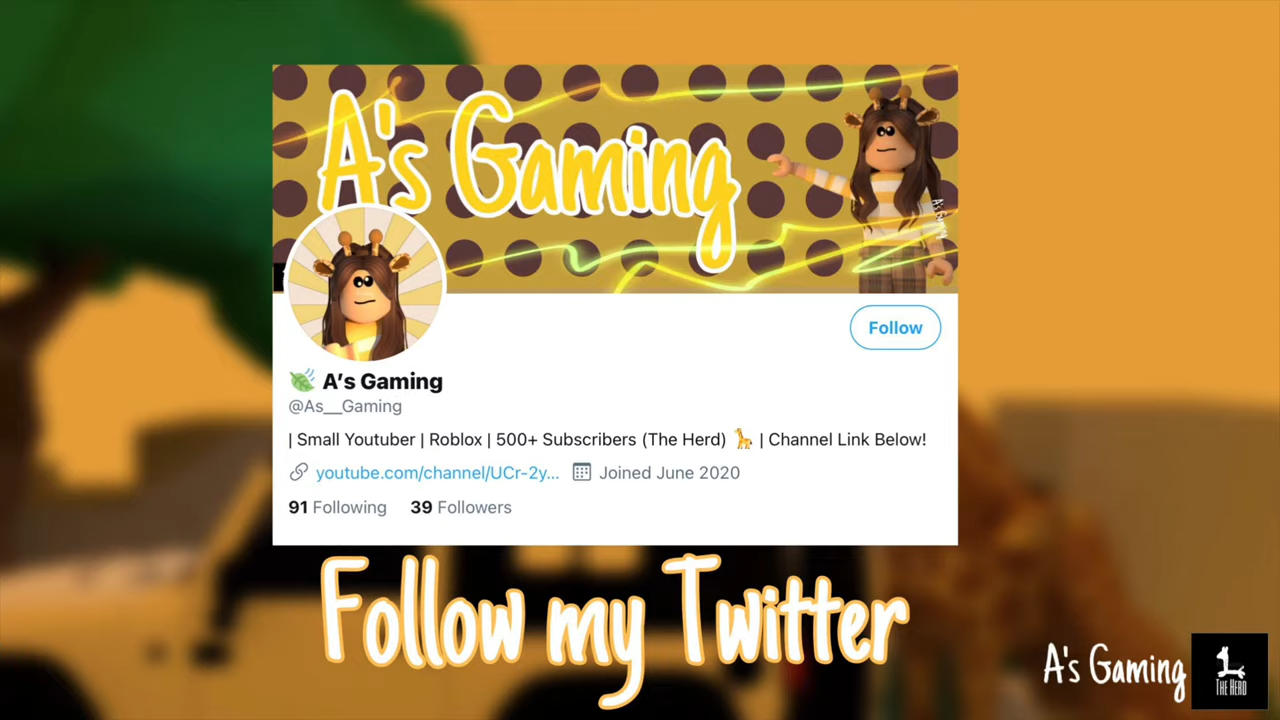 A's Gaming
A's Gaming
Follow
🍃 A’s Gaming
@As__Gaming
| Small Youtuber | Roblox | 500+ Subscribers (The Herd) 🦒 | Channel Link Below!
youtube.com/channel/UCr-2y... Joined June 2020
91 Following 39 Followers
Follow my Twitter
A's Gaming
THE HERD